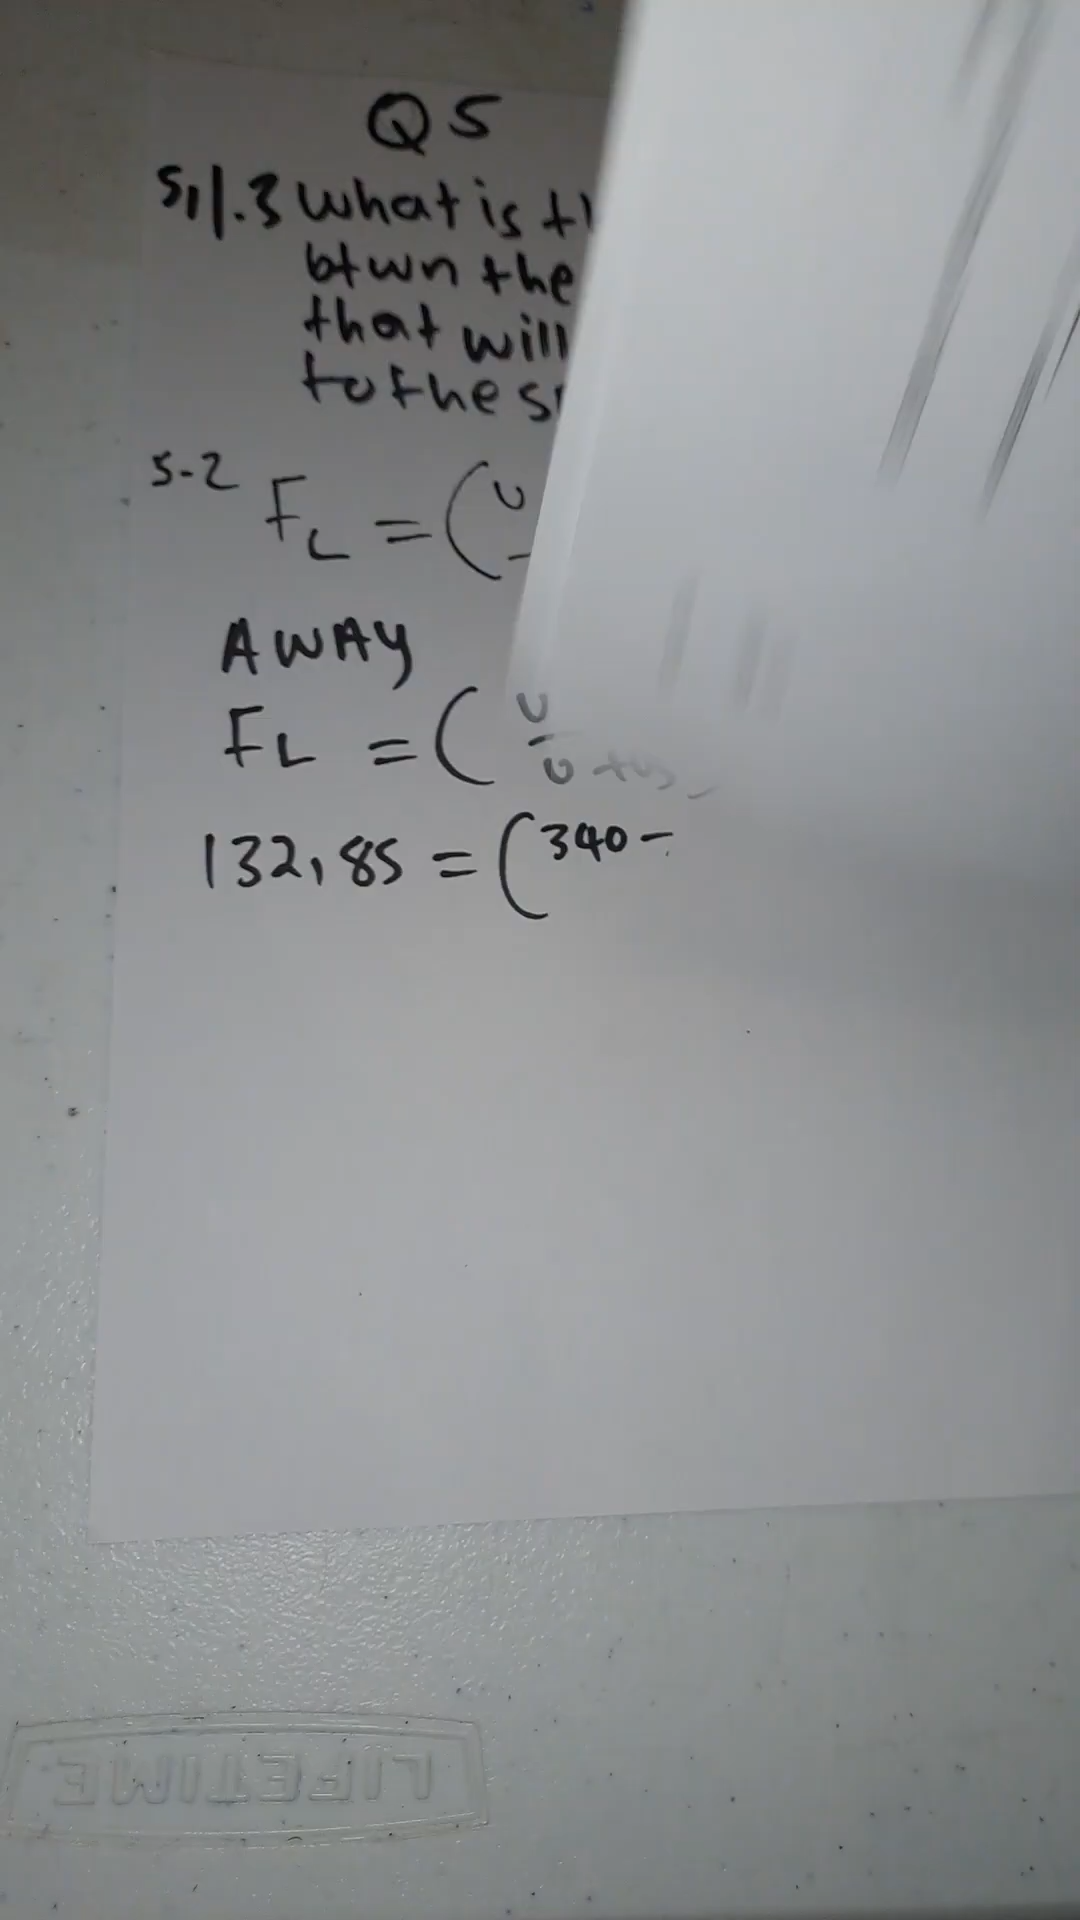 Q5
5,1.3 What is
btwn the
that will
to the
5-2 FL = (v
AWAY
FL = ( v
132,85 = (340 -
LIFETIME